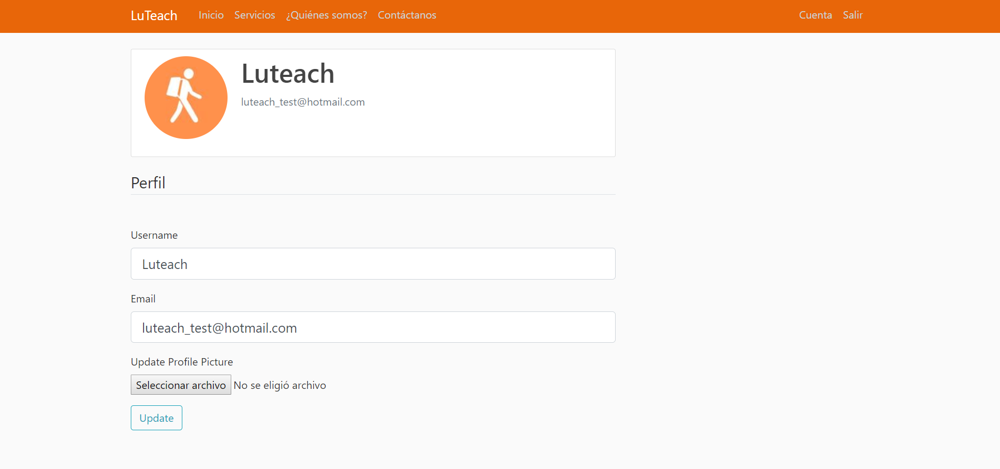 LuTeach Inicio Servicios ¿Quiénes somos? Contáctanos Cuenta Salir
Luteach
luteach_test@hotmail.com
Perfil
Username
Luteach
Email
luteach_test@hotmail.com
Update Profile Picture
Seleccionar archivo No se eligió archivo
Update